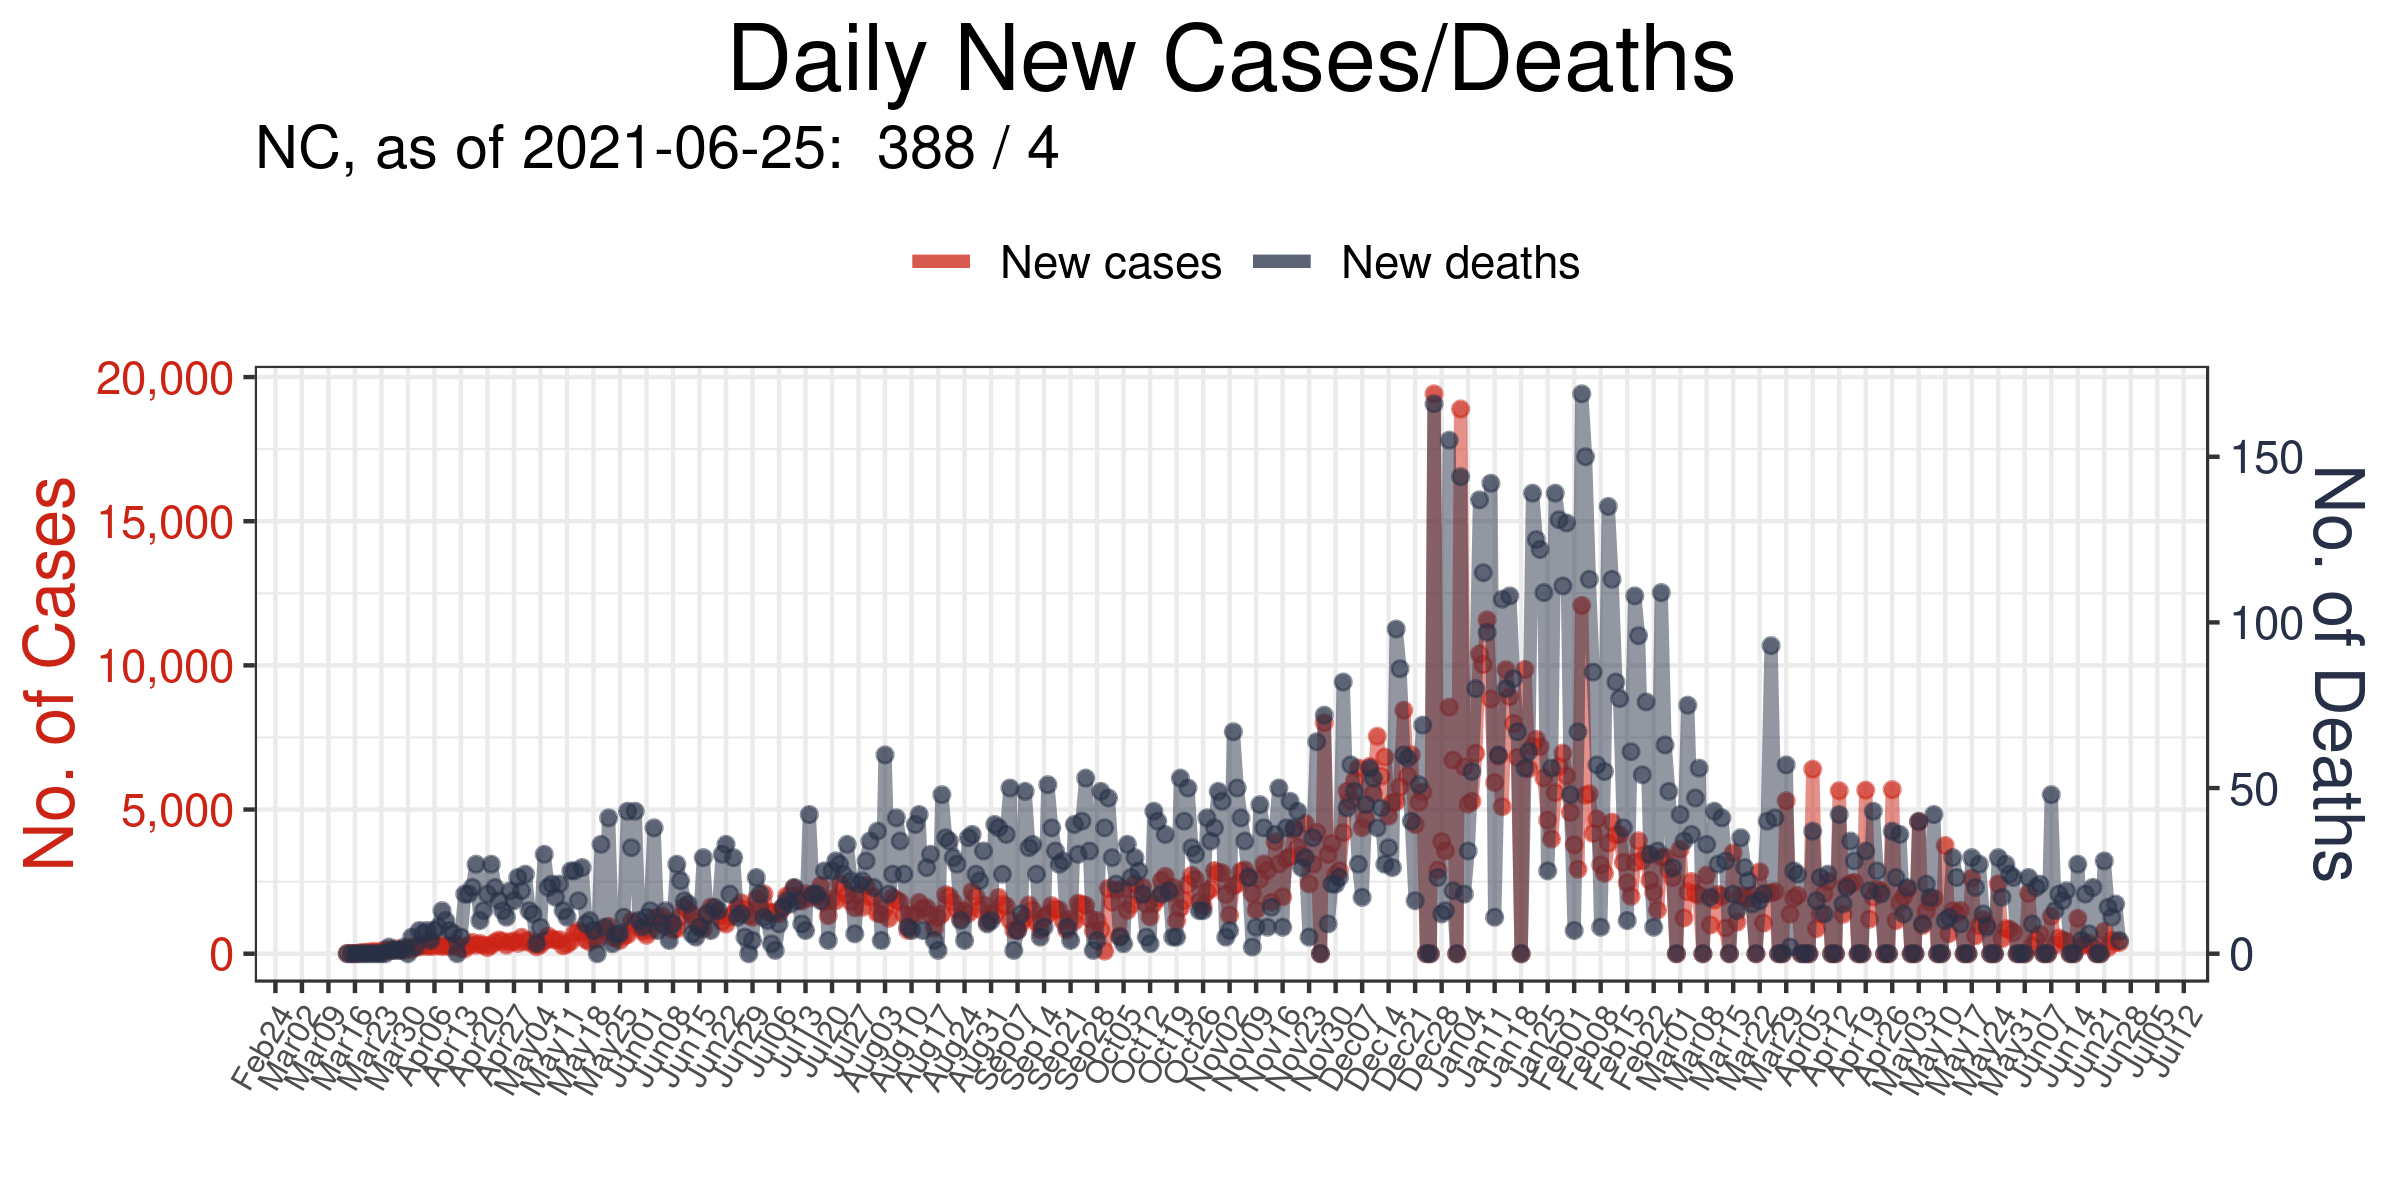 Daily New Cases/Deaths
NC, as of 2021-06-25: 388 / 4
New cases
New deaths
No. of Cases
20,000
15,000
10,000
5,000
0
No. of Deaths
150
100
50
0
Feb24
Mar02
Mar09
Mar16
Mar23
Mar30
Apr06
Apr13
Apr20
Apr27
May04
May11
May18
May25
Jun01
Jun08
Jun15
Jun22
Jun29
Jul06
Jul13
Jul20
Jul27
Aug03
Aug10
Aug17
Aug24
Aug31
Sep07
Sep14
Sep21
Sep28
Oct05
Oct12
Oct19
Oct26
Nov02
Nov09
Nov16
Nov23
Nov30
Dec07
Dec14
Dec21
Dec28
Jan04
Jan11
Jan18
Jan25
Feb01
Feb08
Feb15
Feb22
Mar01
Mar08
Mar15
Mar22
Mar29
Apr05
Apr12
Apr19
Apr26
May03
May10
May17
May24
May31
Jun07
Jun14
Jun21
Jun28
Jul05
Jul12